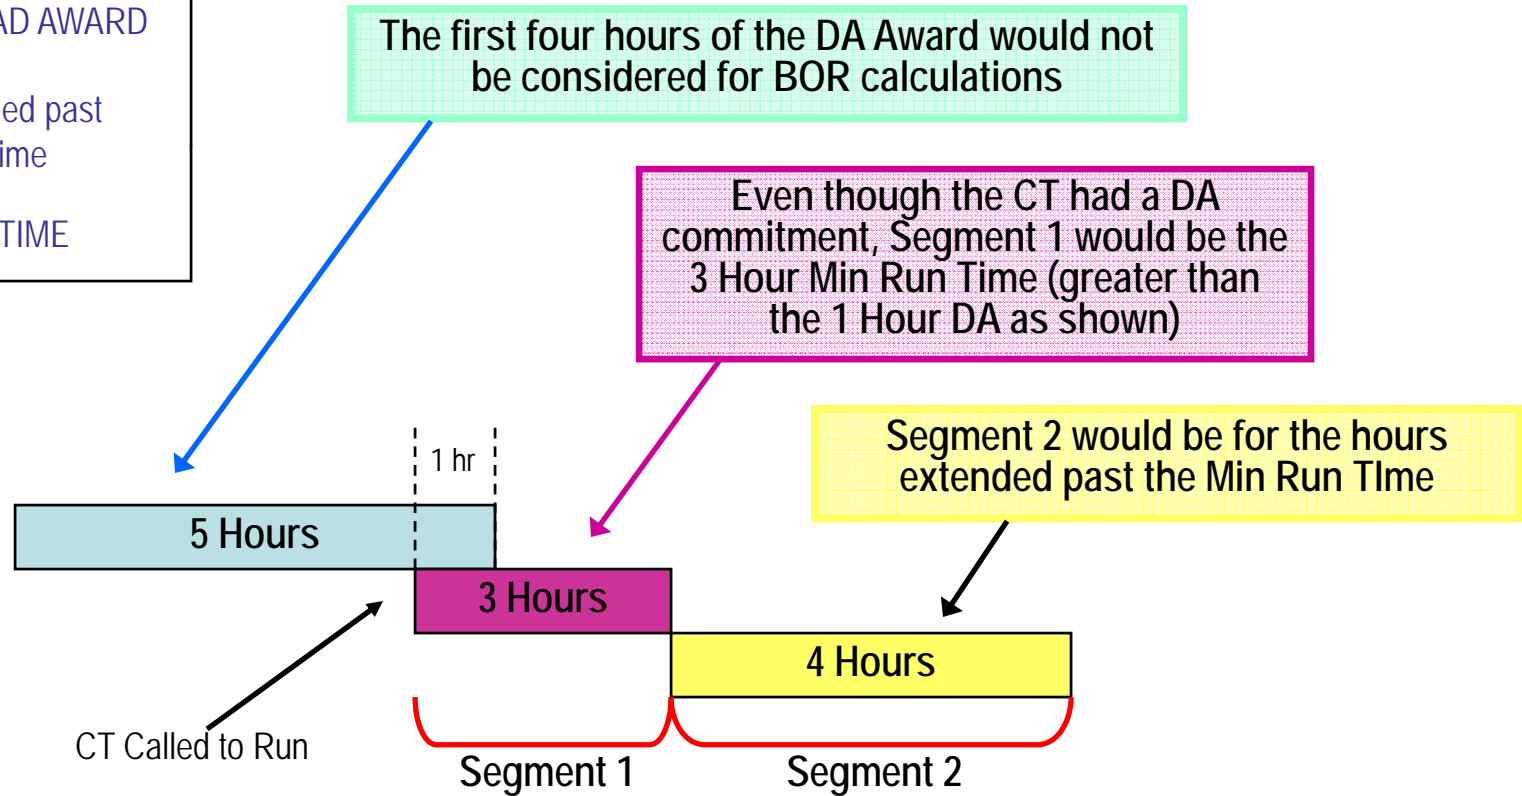 AD AWARD
ed past
ime
TIME
The first four hours of the DA Award would not
be considered for BOR calculations
Even though the CT had a DA
commitment, Segment 1 would be the
3 Hour Min Run Time (greater than
the 1 Hour DA as shown)
Segment 2 would be for the hours
extended past the Min Run TIme
1 hr
5 Hours
3 Hours
4 Hours
CT Called to Run
Segment 1 Segment 2